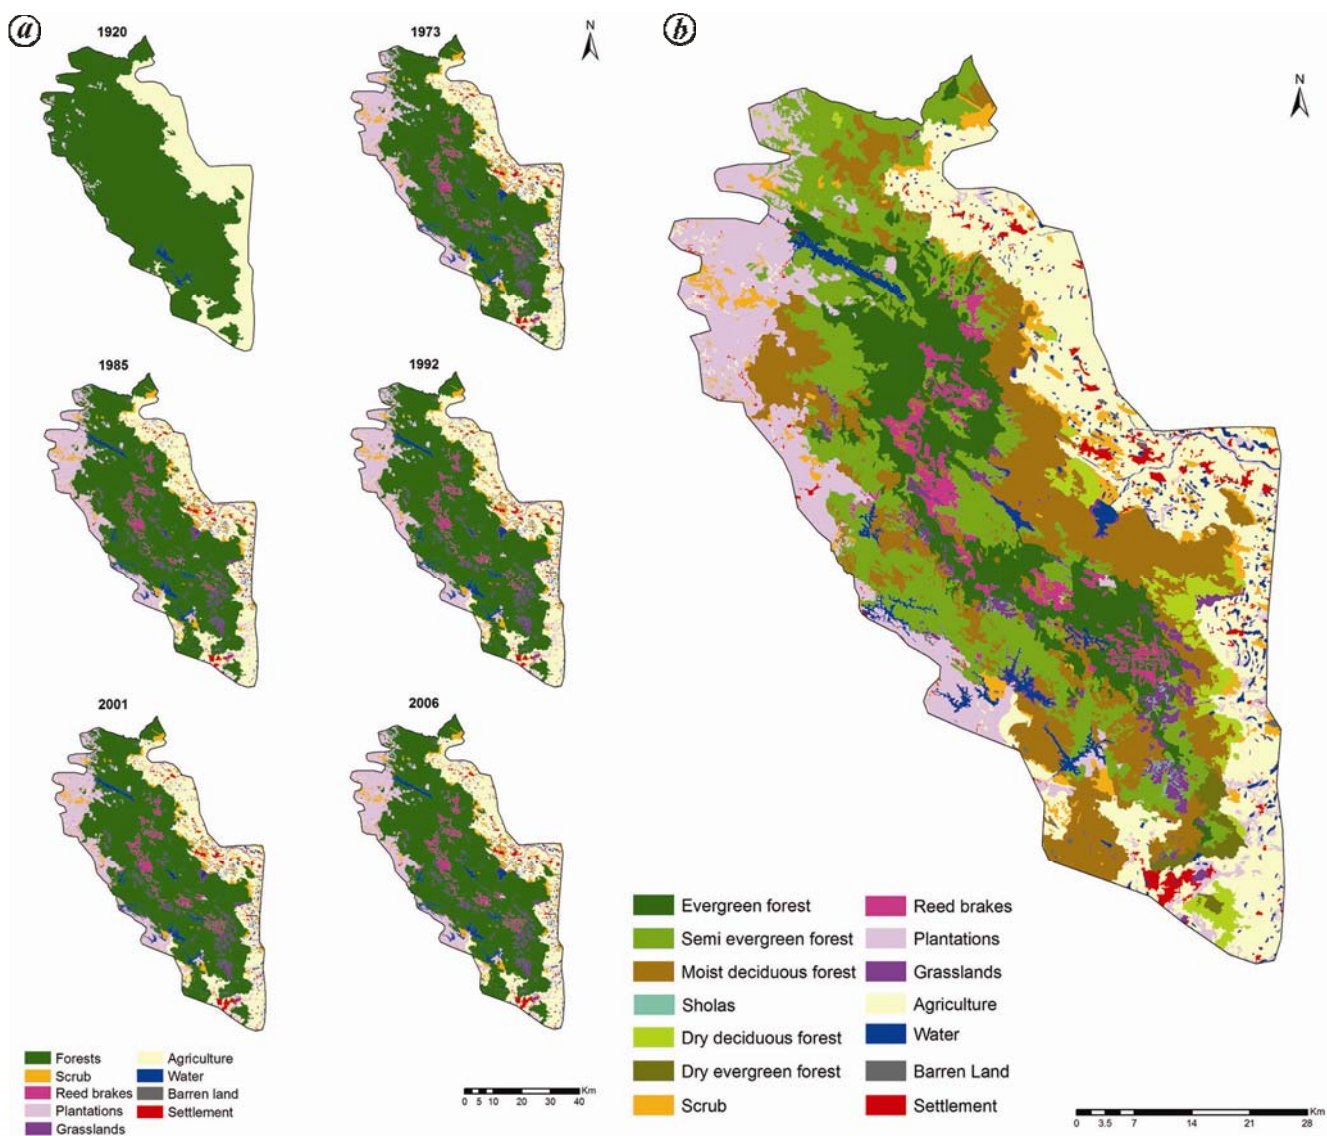 a
1920
1973
N
1985
1992
2001
2006
Forests
Scrub
Reed brakes
Plantations
Grasslands
Agriculture
Water
Barren land
Settlement
Km
0 5 10 20 30 40
b
N
Evergreen forest
Semi evergreen forest
Moist deciduous forest
Sholas
Dry deciduous forest
Dry evergreen forest
Scrub
Reed brakes
Plantations
Grasslands
Agriculture
Water
Barren Land
Settlement
Km
0 3.5 7 14 21 28